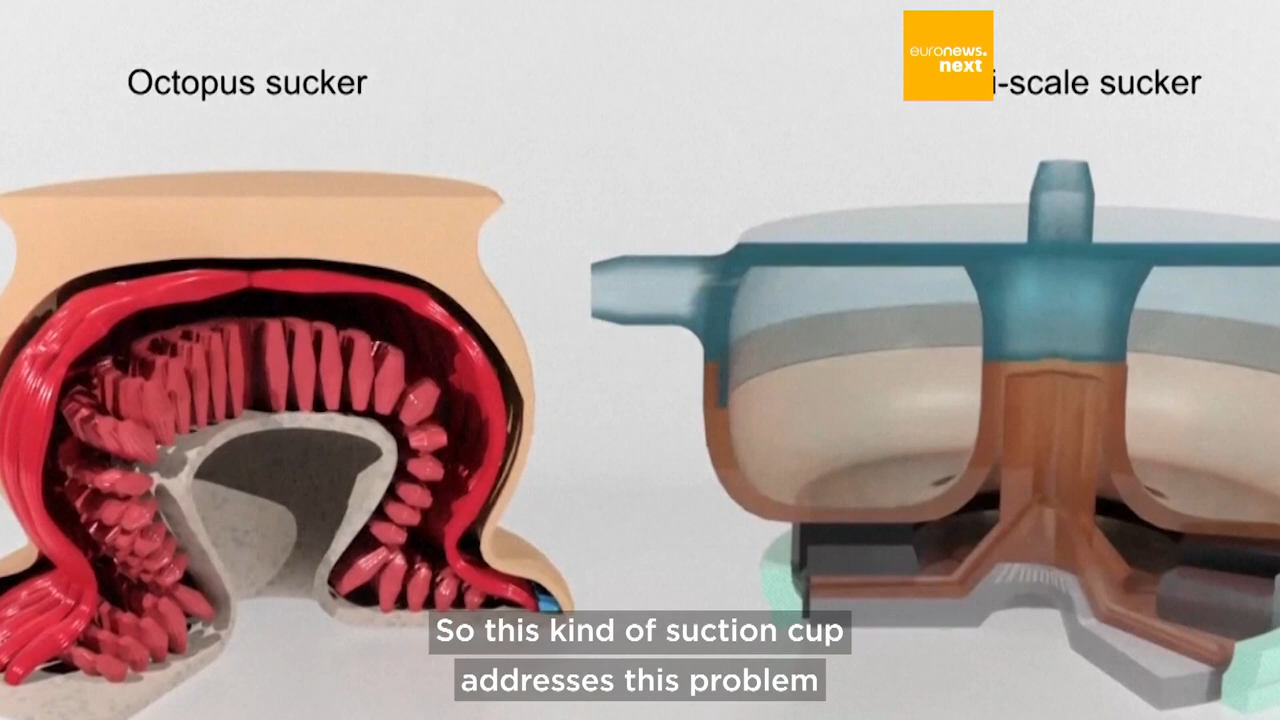 Octopus sucker
euronews.
next
i-scale sucker
So this kind of suction cup
addresses this problem